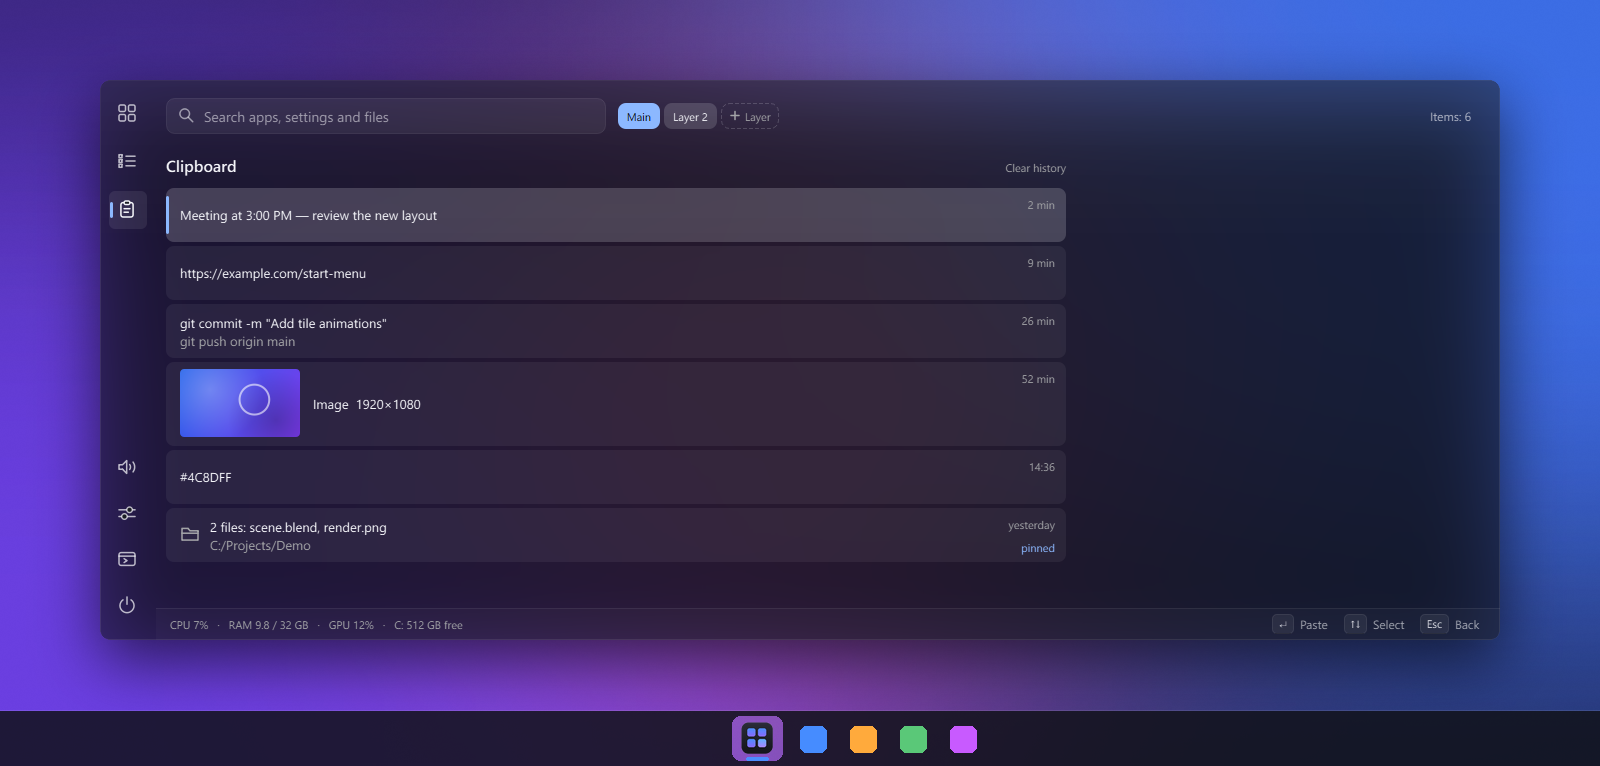 Search apps, settings and files
Main
Layer 2
+ Layer
Items: 6
Clipboard
Clear history
Meeting at 3:00 PM — review the new layout
2 min
https://example.com/start-menu
9 min
git commit -m "Add tile animations"
git push origin main
26 min
Image 1920×1080
52 min
#4C8DFF
14:36
2 files: scene.blend, render.png
C:/Projects/Demo
yesterday
pinned
CPU 7% · RAM 9.8 / 32 GB · GPU 12% · C: 512 GB free
↵ Paste
↑↓ Select
Esc Back